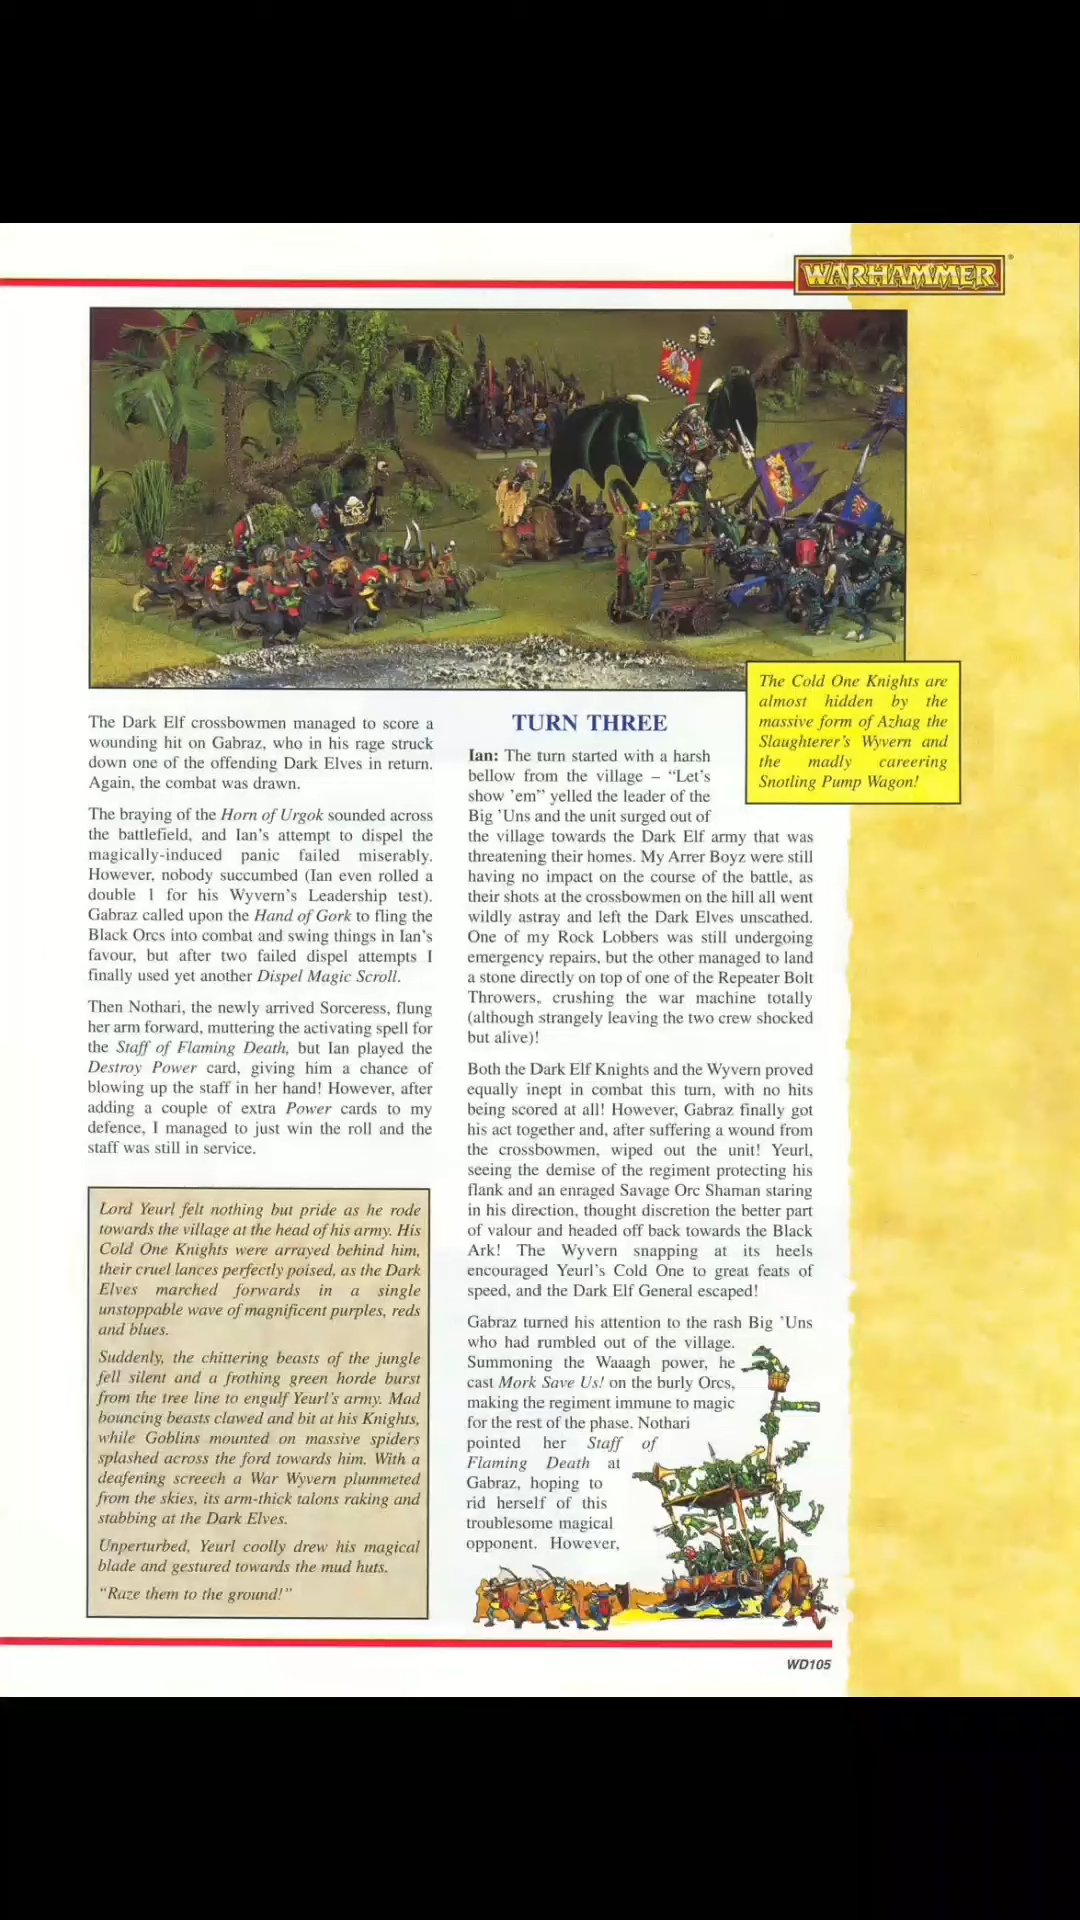 WARHAMMER
The Cold One Knights are
almost hidden by the
massive form of Azhag the
Slaughterer's Wyvern and
the madly careering
Snotling Pump Wagon!
The Dark Elf crossbowmen managed to score a
wounding hit on Gabraz, who in his rage struck
down one of the offending Dark Elves in return.
Again, the combat was drawn.
The braying of the Horn of Urgok sounded across
the battlefield, and Ian's attempt to dispel the
magically-induced panic failed miserably.
However, nobody succumbed (Ian even rolled a
double 1 for his Wyvern's Leadership test).
Gabraz called upon the Hand of Gork to fling the
Black Orcs into combat and swing things in Ian's
favour, but after two failed dispel attempts I
finally used yet another Dispel Magic Scroll.
Then Nothari, the newly arrived Sorceress, flung
her arm forward, muttering the activating spell for
the Staff of Flaming Death, but Ian played the
Destroy Power card, giving him a chance of
blowing up the staff in her hand! However, after
adding a couple of extra Power cards to my
defence, I managed to just win the roll and the
staff was still in service.
Lord Yeurl felt nothing but pride as he rode
towards the village at the head of his army. His
Cold One Knights were arrayed behind him,
their cruel lances perfectly poised, as the Dark
Elves marched forwards in a single
unstoppable wave of magnificent purples, reds
and blues.
Suddenly, the chittering beasts of the jungle
fell silent and a frothing green horde burst
from the tree line to engulf Yeurl's army. Mad
bouncing beasts clawed and bit at his Knights,
while Goblins mounted on massive spiders
splashed across the ford towards him. With a
deafening screech a War Wyvern plummeted
from the skies, its arm-thick talons raking and
stabbing at the Dark Elves.
Unperturbed, Yeurl coolly drew his magical
blade and gestured towards the mud huts.
"Raze them to the ground!"
TURN THREE
Ian: The turn started with a harsh
bellow from the village – "Let's
show 'em" yelled the leader of the
Big 'Uns and the unit surged out of
the village towards the Dark Elf army that was
threatening their homes. My Arrer Boyz were still
having no impact on the course of the battle, as
their shots at the crossbowmen on the hill all went
wildly astray and left the Dark Elves unscathed.
One of my Rock Lobbers was still undergoing
emergency repairs, but the other managed to land
a stone directly on top of one of the Repeater Bolt
Throwers, crushing the war machine totally
(although strangely leaving the two crew shocked
but alive)!
Both the Dark Elf Knights and the Wyvern proved
equally inept in combat this turn, with no hits
being scored at all! However, Gabraz finally got
his act together and, after suffering a wound from
the crossbowmen, wiped out the unit! Yeurl,
seeing the demise of the regiment protecting his
flank and an enraged Savage Orc Shaman staring
in his direction, thought discretion the better part
of valour and headed off back towards the Black
Ark! The Wyvern snapping at its heels
encouraged Yeurl's Cold One to great feats of
speed, and the Dark Elf General escaped!
Gabraz turned his attention to the rash Big 'Uns
who had rumbled out of the village.
Summoning the Waaagh power, he
cast Mork Save Us! on the burly Orcs,
making the regiment immune to magic
for the rest of the phase. Nothari
pointed her Staff of
Flaming Death at
Gabraz, hoping to
rid herself of this
troublesome magical
opponent. However,
WD105